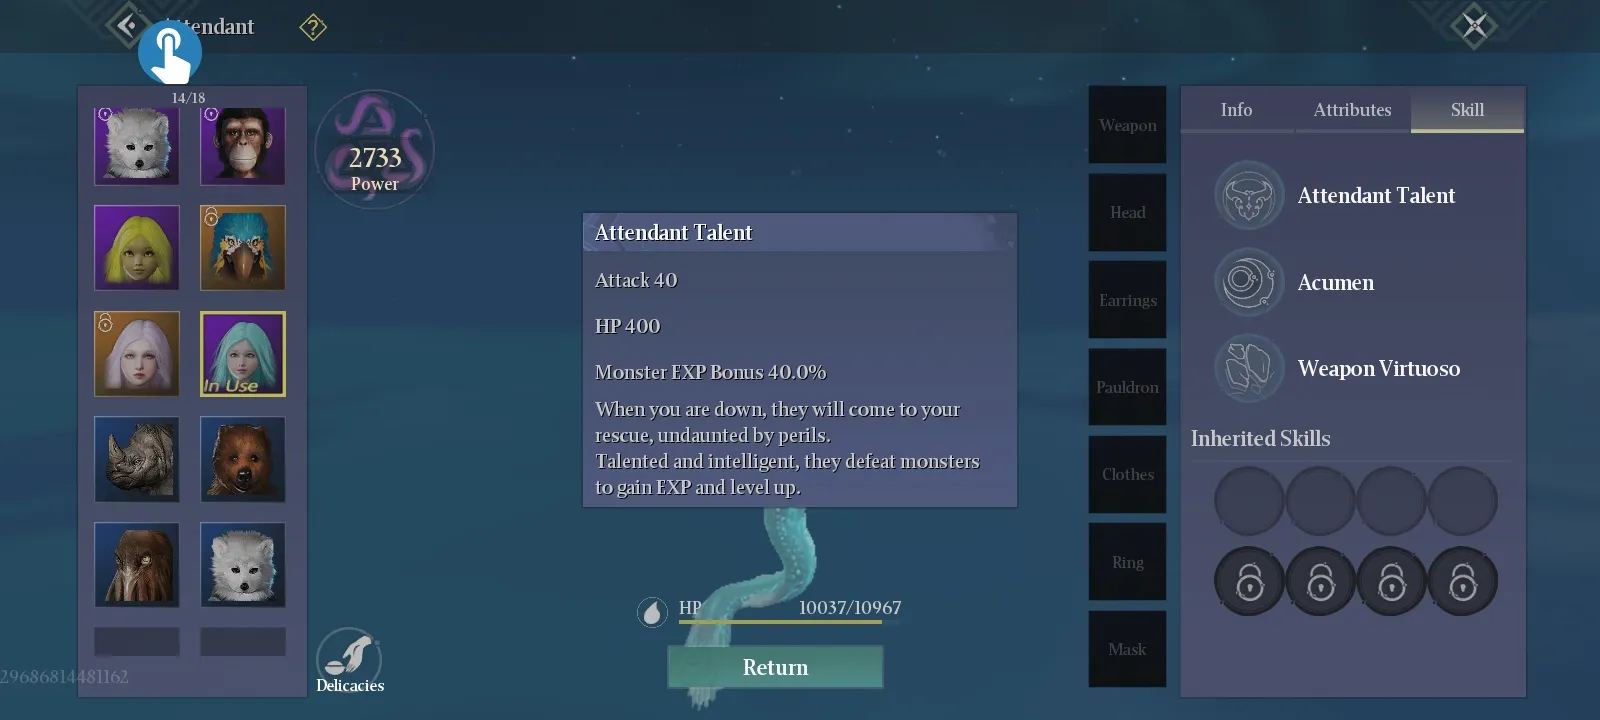 Attendant
?
14/18
2733
Power
In Use
Delicacies
29686814481162
Attendant Talent
Attack 40
HP 400
Monster EXP Bonus 40.0%
When you are down, they will come to your
rescue, undaunted by perils.
Talented and intelligent, they defeat monsters
to gain EXP and level up.
HP 10037/10967
Return
Weapon
Head
Earrings
Pauldron
Clothes
Ring
Mask
Info Attributes Skill
Attendant Talent
Acumen
Weapon Virtuoso
Inherited Skills